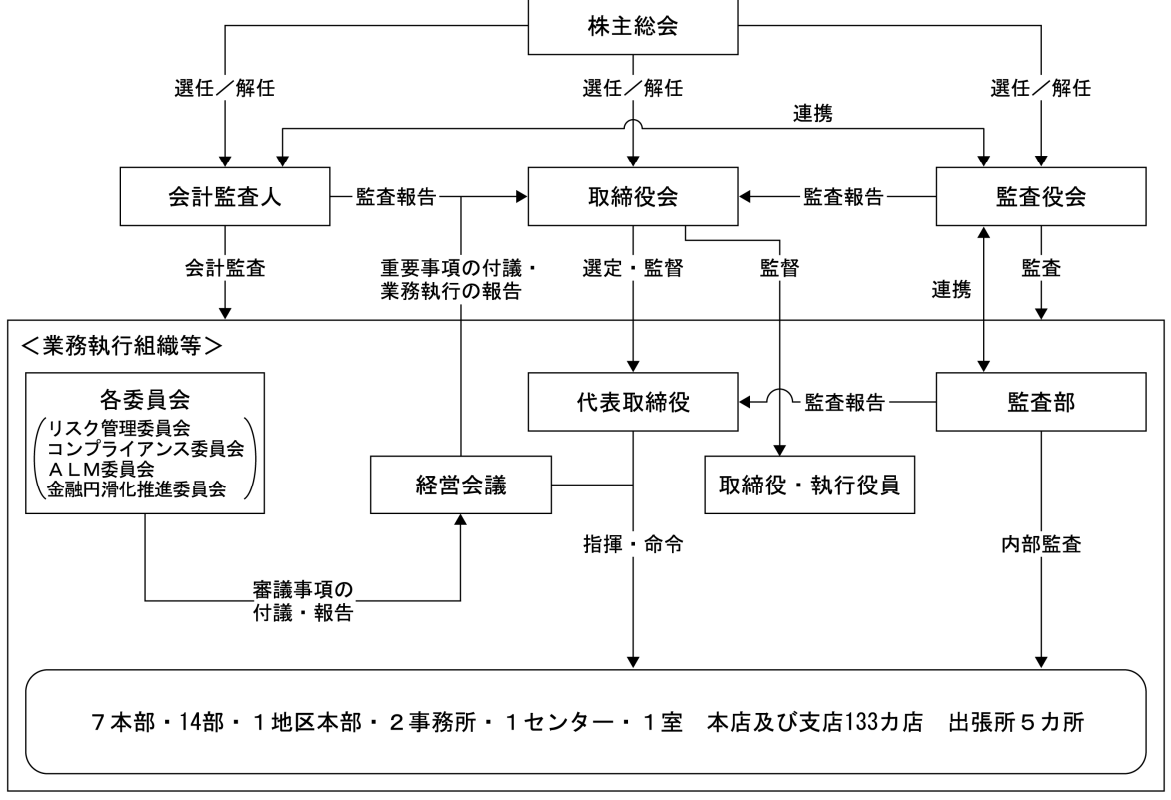 株主総会
選任／解任
選任／解任
選任／解任
連携
会計監査人
監査報告
取締役会
監査報告
監査役会
会計監査
重要事項の付議・
業務執行の報告
選定・監督
監督
連携
監査
＜業務執行組織等＞
各委員会
リスク管理委員会
コンプライアンス委員会
ＡＬＭ委員会
金融円滑化推進委員会
代表取締役
監査報告
監査部
経営会議
取締役・執行役員
指揮・命令
内部監査
審議事項の
付議・報告
７本部・14部・１地区本部・２事務所・１センター・１室　本店及び支店133カ店　出張所５カ所